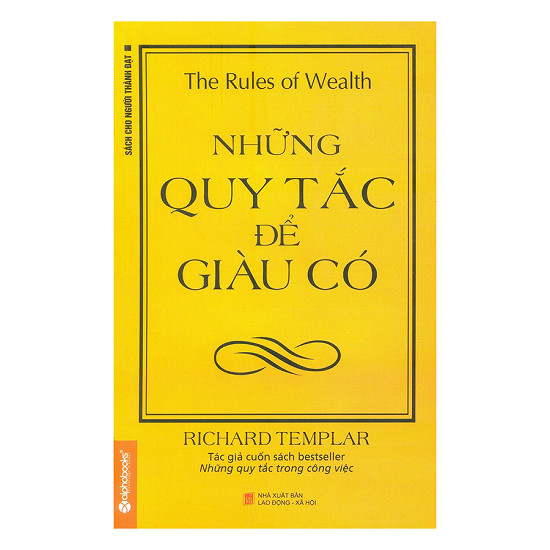 SÁCH CHO NGƯỜI THÀNH ĐẠT
The Rules of Wealth
NHỮNG
QUY TẮC
ĐỂ
GIÀU CÓ
RICHARD TEMPLAR
Tác giả cuốn sách bestseller
Những quy tắc trong công việc
alphabooks
NHÀ XUẤT BẢN
LAO ĐỘNG - XÃ HỘI